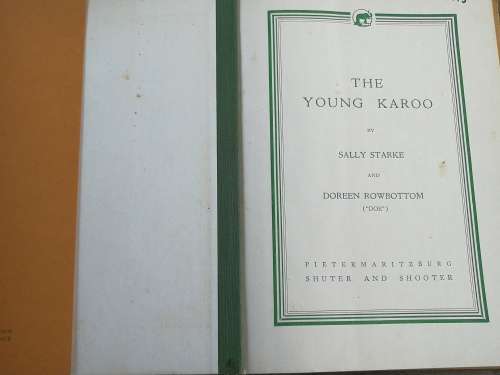 THE
YOUNG KAROO
BY
SALLY STARKE
AND
DOREEN ROWBOTTOM
("DOE")
PIETERMARITZBURG
SHUTER AND SHOOTER